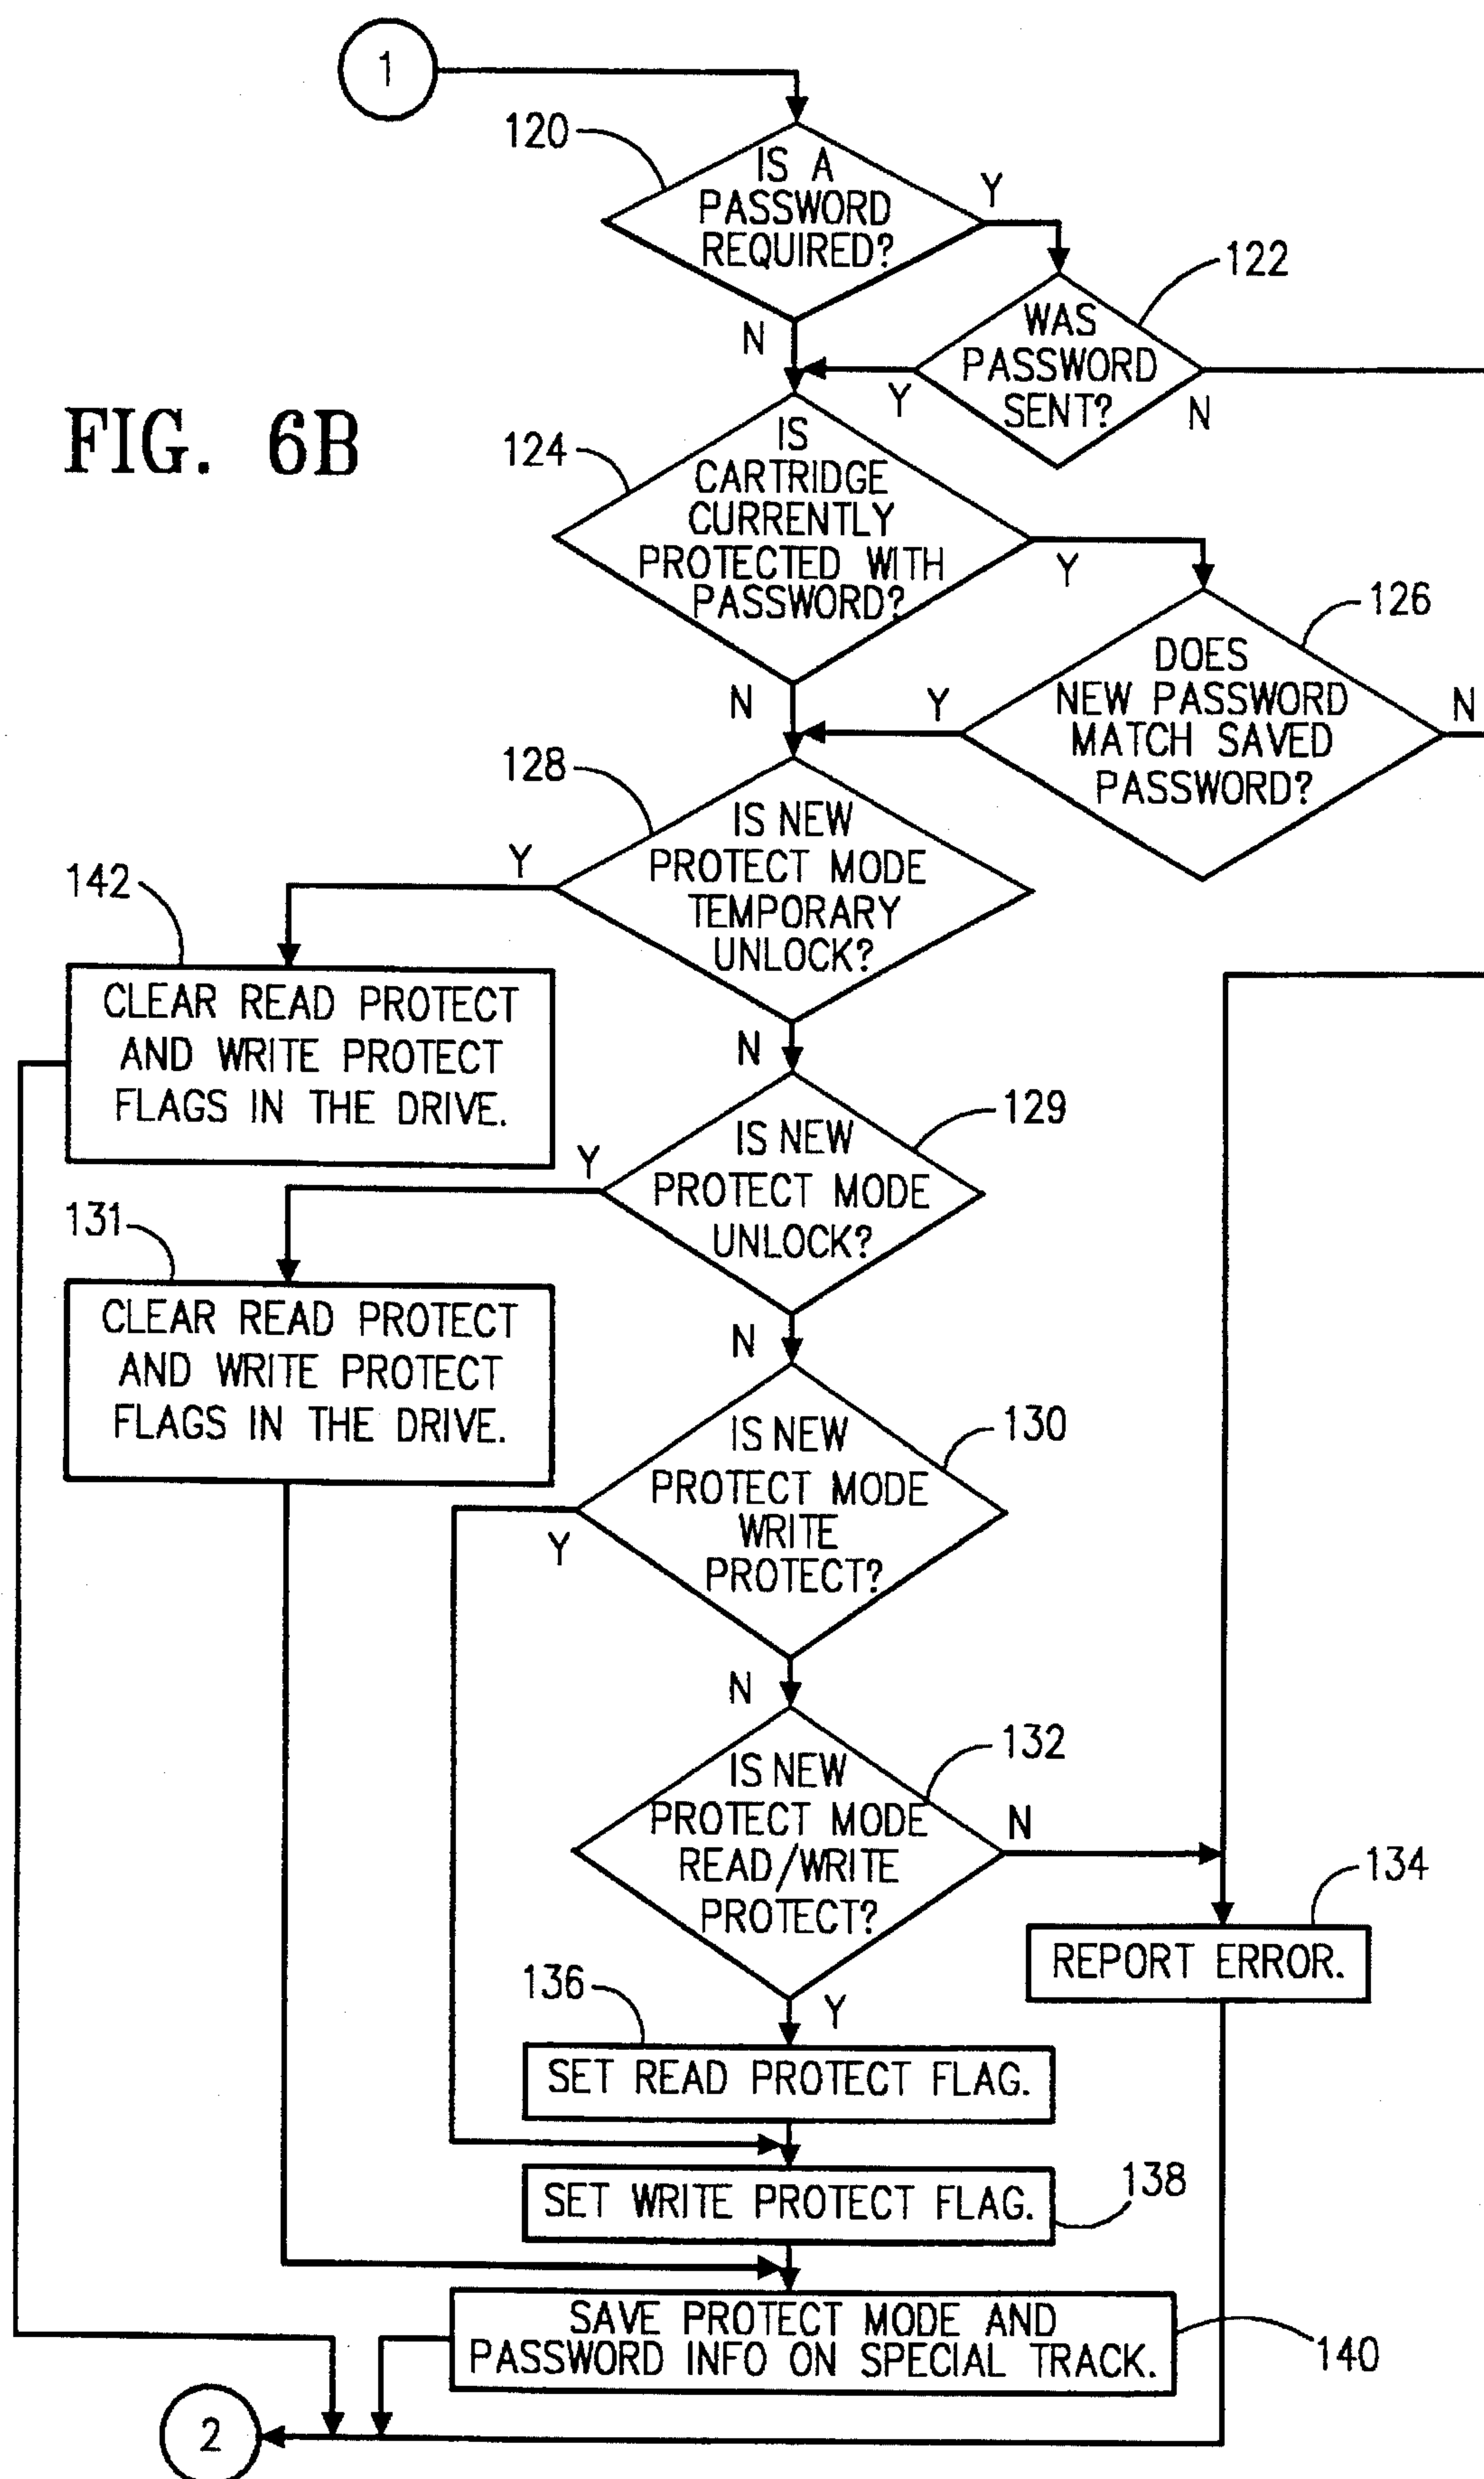 1
120
IS A
PASSWORD
REQUIRED?
Y
N
122
WAS
PASSWORD
SENT?
Y
N
FIG. 6B
124
IS
CARTRIDGE
CURRENTLY
PROTECTED WITH
PASSWORD?
Y
N
126
DOES
NEW PASSWORD
MATCH SAVED
PASSWORD?
Y
N
128
IS NEW
PROTECT MODE
TEMPORARY
UNLOCK?
Y
N
142
CLEAR READ PROTECT
AND WRITE PROTECT
FLAGS IN THE DRIVE.
129
IS NEW
PROTECT MODE
UNLOCK?
Y
N
131
CLEAR READ PROTECT
AND WRITE PROTECT
FLAGS IN THE DRIVE.
130
IS NEW
PROTECT MODE
WRITE
PROTECT?
Y
N
132
IS NEW
PROTECT MODE
READ/WRITE
PROTECT?
N
Y
134
REPORT ERROR.
136
SET READ PROTECT FLAG.
138
SET WRITE PROTECT FLAG.
SAVE PROTECT MODE AND
PASSWORD INFO ON SPECIAL TRACK.
140
2